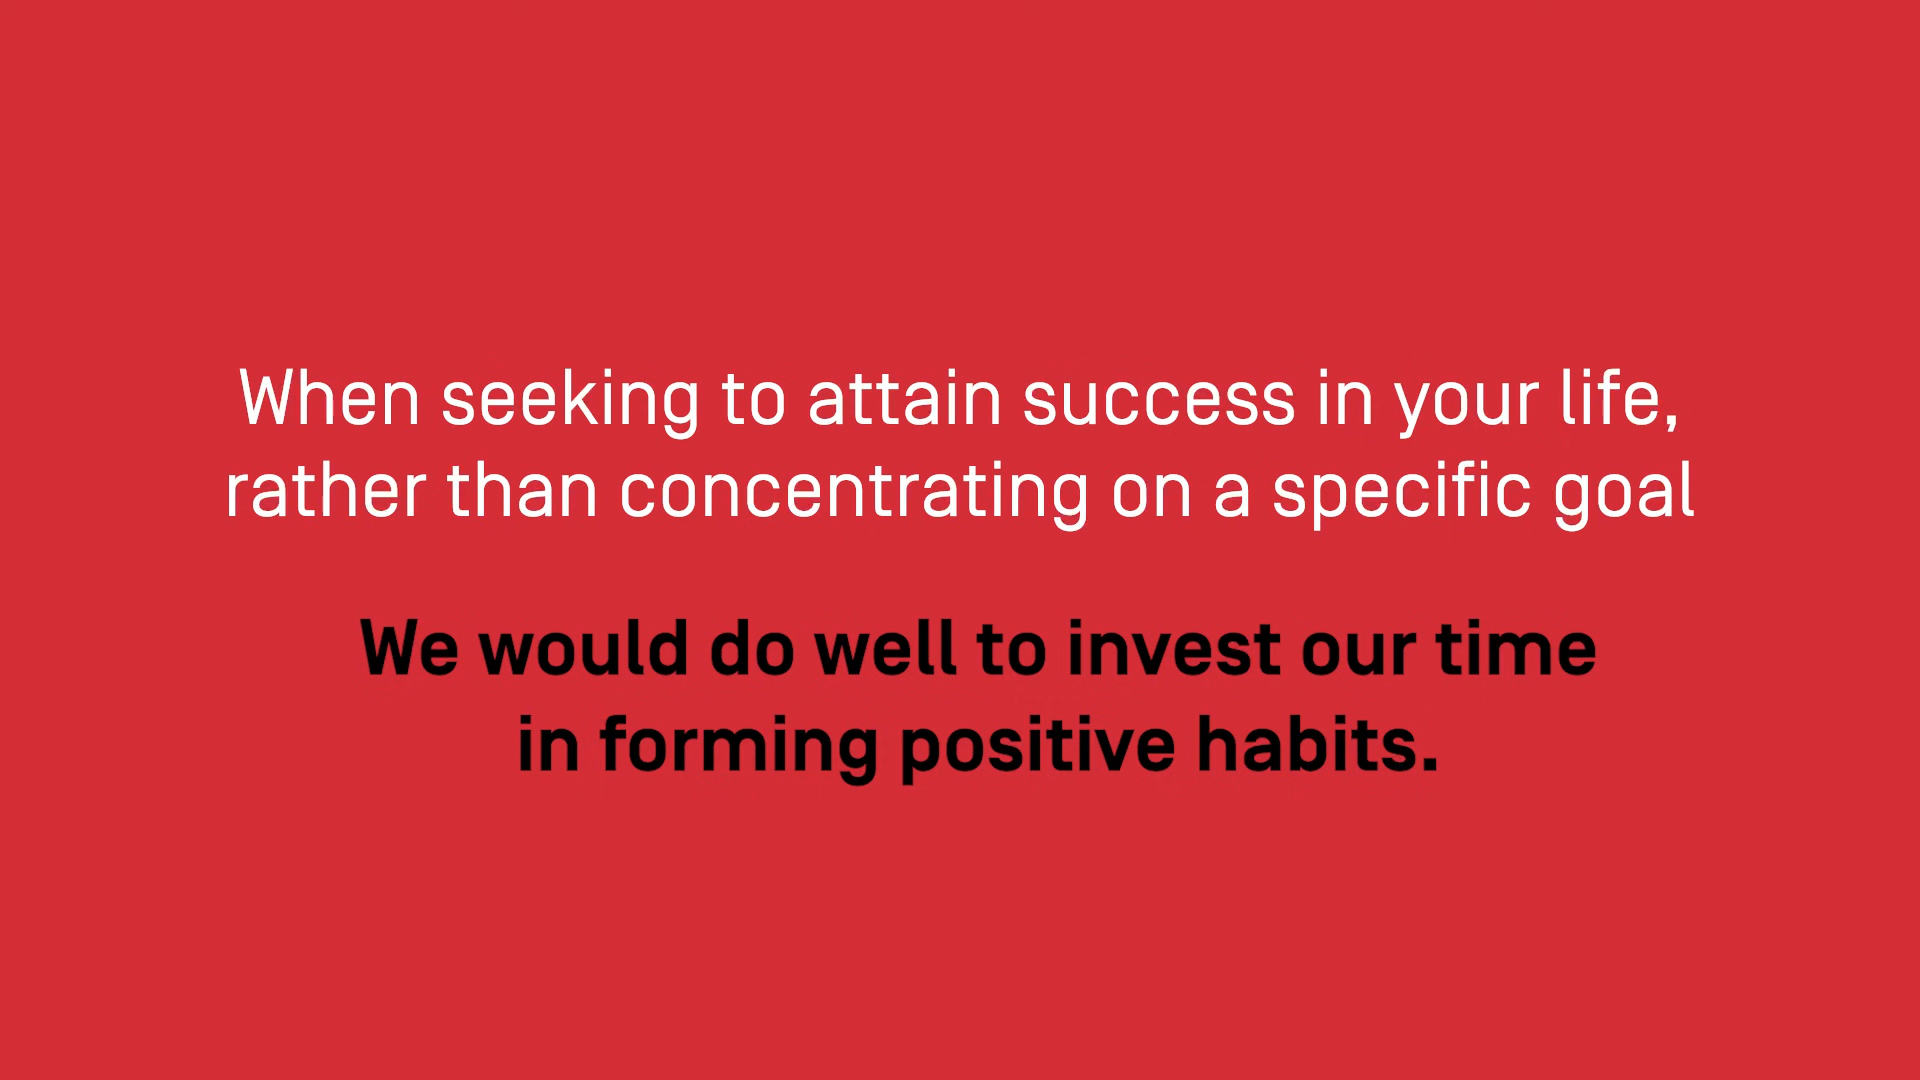 When seeking to attain success in your life,
rather than concentrating on a specific goal
We would do well to invest our time
in forming positive habits.